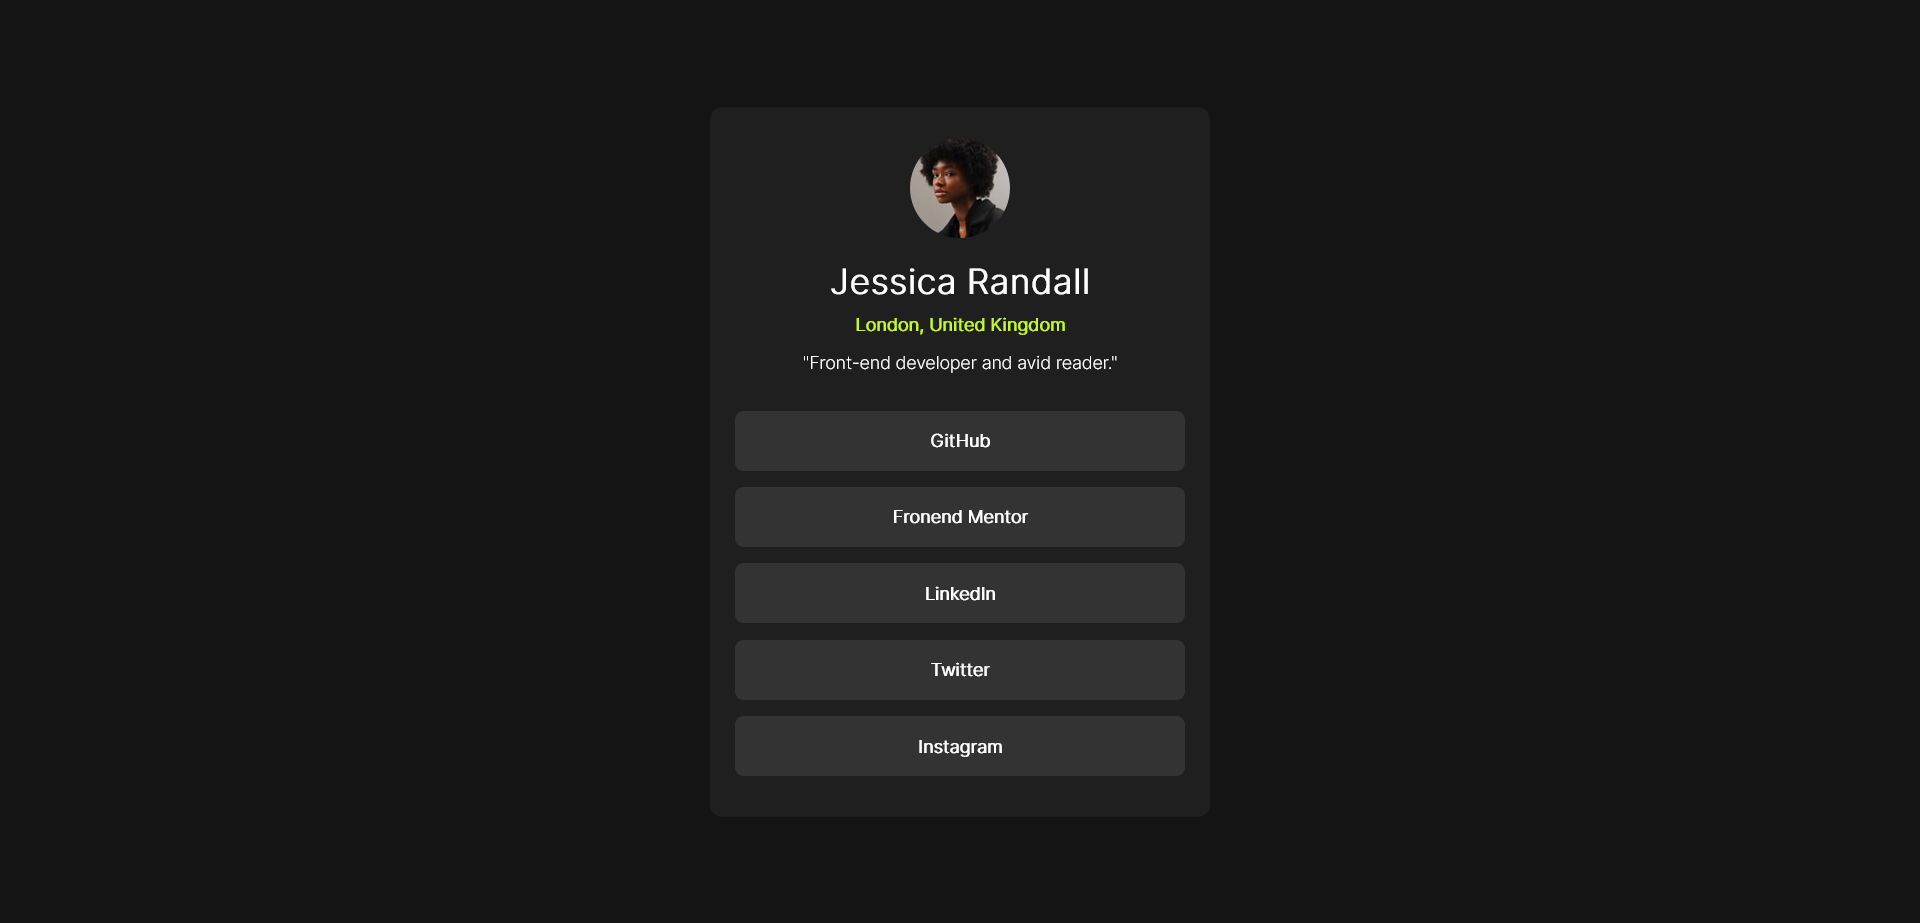 Jessica Randall
London, United Kingdom
"Front-end developer and avid reader."
GitHub
Fronend Mentor
LinkedIn
Twitter
Instagram